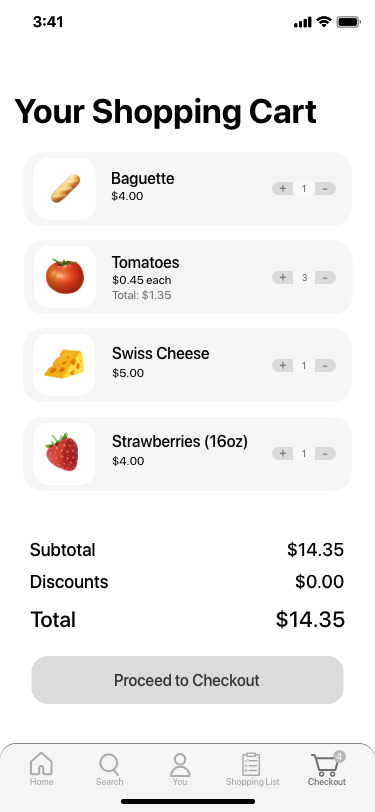 3:41
Your Shopping Cart
Baguette
$4.00
+ 1 -
Tomatoes
$0.45 each
Total: $1.35
+ 3 -
Swiss Cheese
$5.00
+ 1 -
Strawberries (16oz)
$4.00
+ 1 -
Subtotal $14.35
Discounts $0.00
Total $14.35
Proceed to Checkout
4
Home Search You Shopping List Checkout